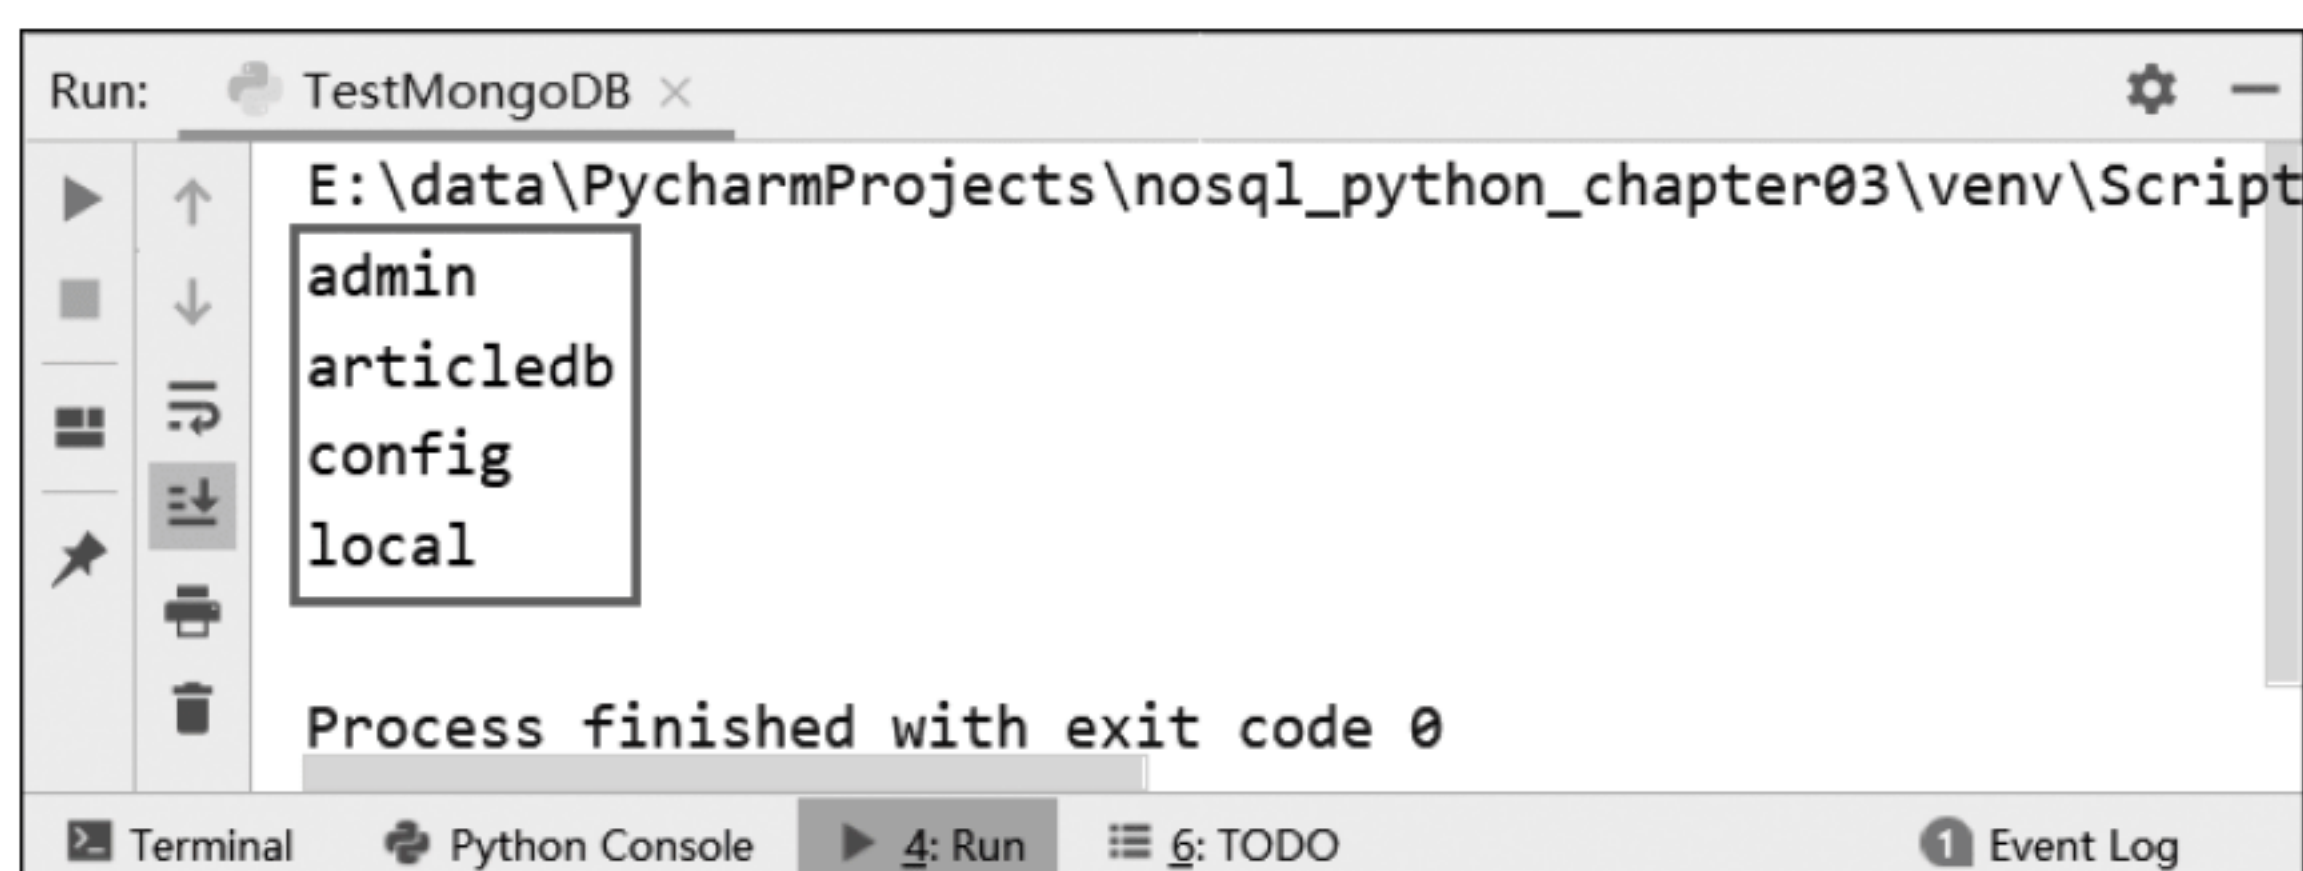 Run: TestMongoDB
E:\data\PycharmProjects\nosql_python_chapter03\venv\Script
admin
articledb
config
local
Process finished with exit code 0
Terminal Python Console 4: Run 6: TODO 1 Event Log